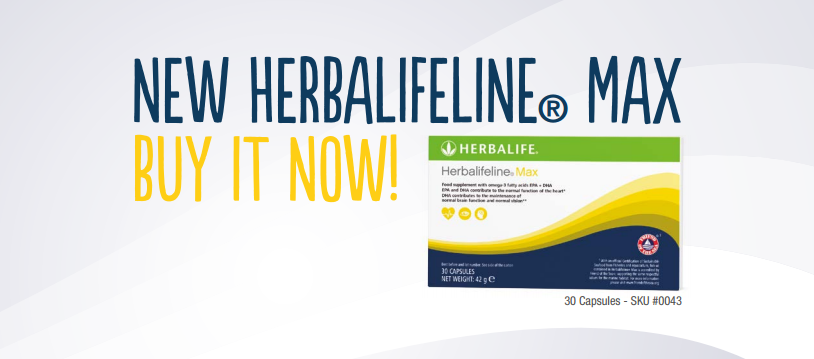 NEW HERBALIFELINE® MAX
BUY IT NOW!
HERBALIFE®
Herbalifeline® Max
Food supplement with omega-3 fatty acids EPA + DHA
EPA and DHA contribute to the normal function of the heart*
DHA contributes to the maintenance of
normal brain function and normal vision**
30 CAPSULES
NET WEIGHT: 42 g ℮
30 Capsules - SKU #0043